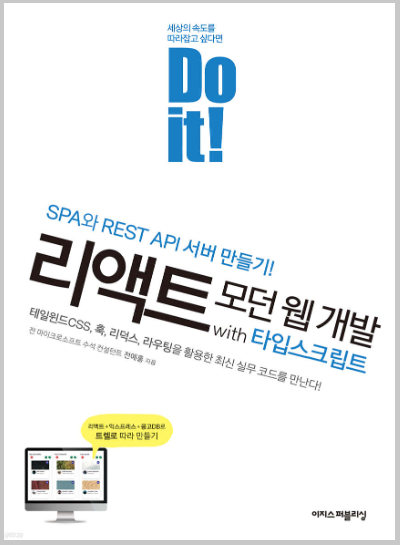 세상의 속도를
따라잡고 싶다면
Do
it!
SPA와 REST API 서버 만들기!
리액트 모던 웹 개발
with 타입스크립트
테일윈드CSS, 훅, 리덕스, 라우팅을 활용한 최신 실무 코드를 만난다!
전 마이크로소프트 수석 컨설턴트 전예홍 지음
리액트 + 익스프레스 + 몽고DB로
트렐로 따라 만들기
이지스 퍼블리싱